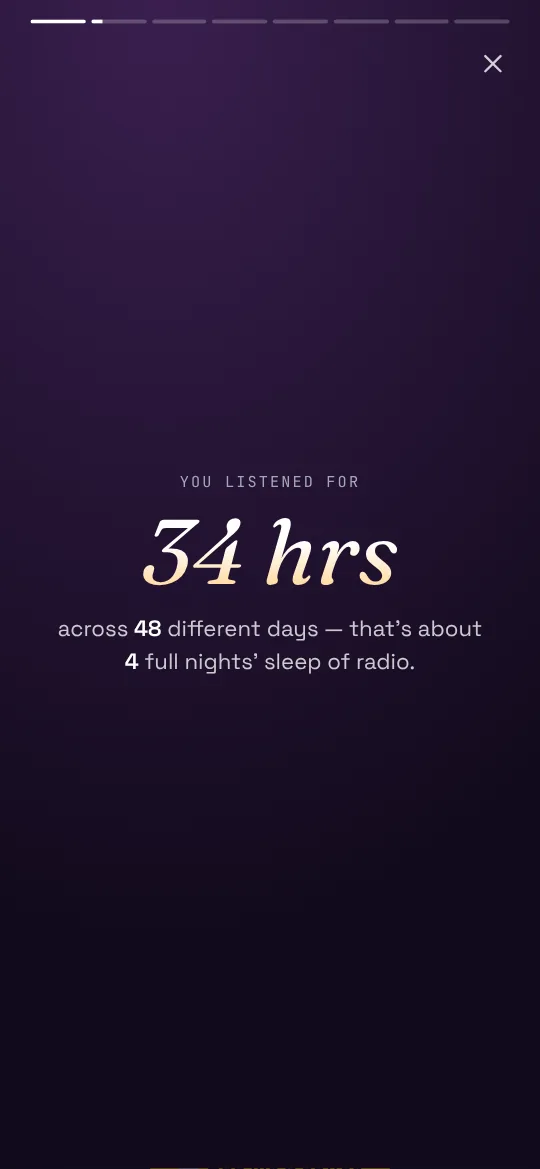 YOU LISTENED FOR
34 hrs
across 48 different days — that’s about
4 full nights’ sleep of radio.